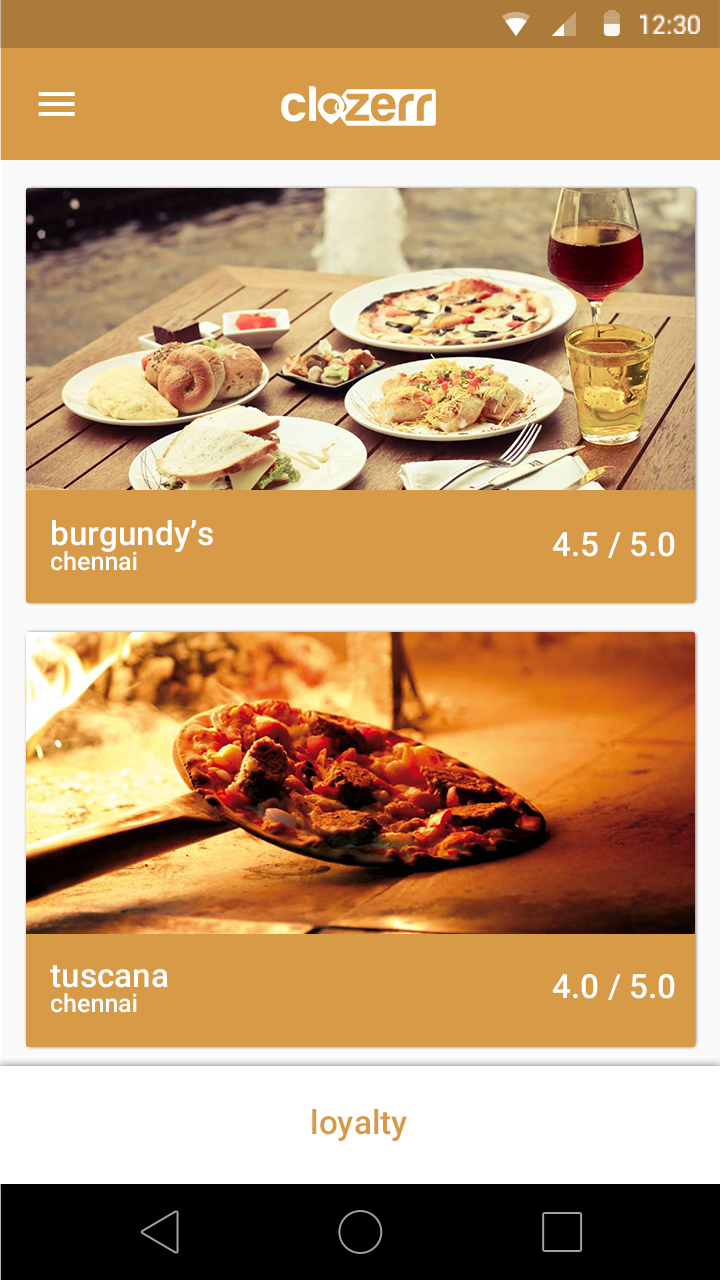 12:30
clozerr
burgundy’s
chennai
4.5 / 5.0
tuscana
chennai
4.0 / 5.0
loyalty